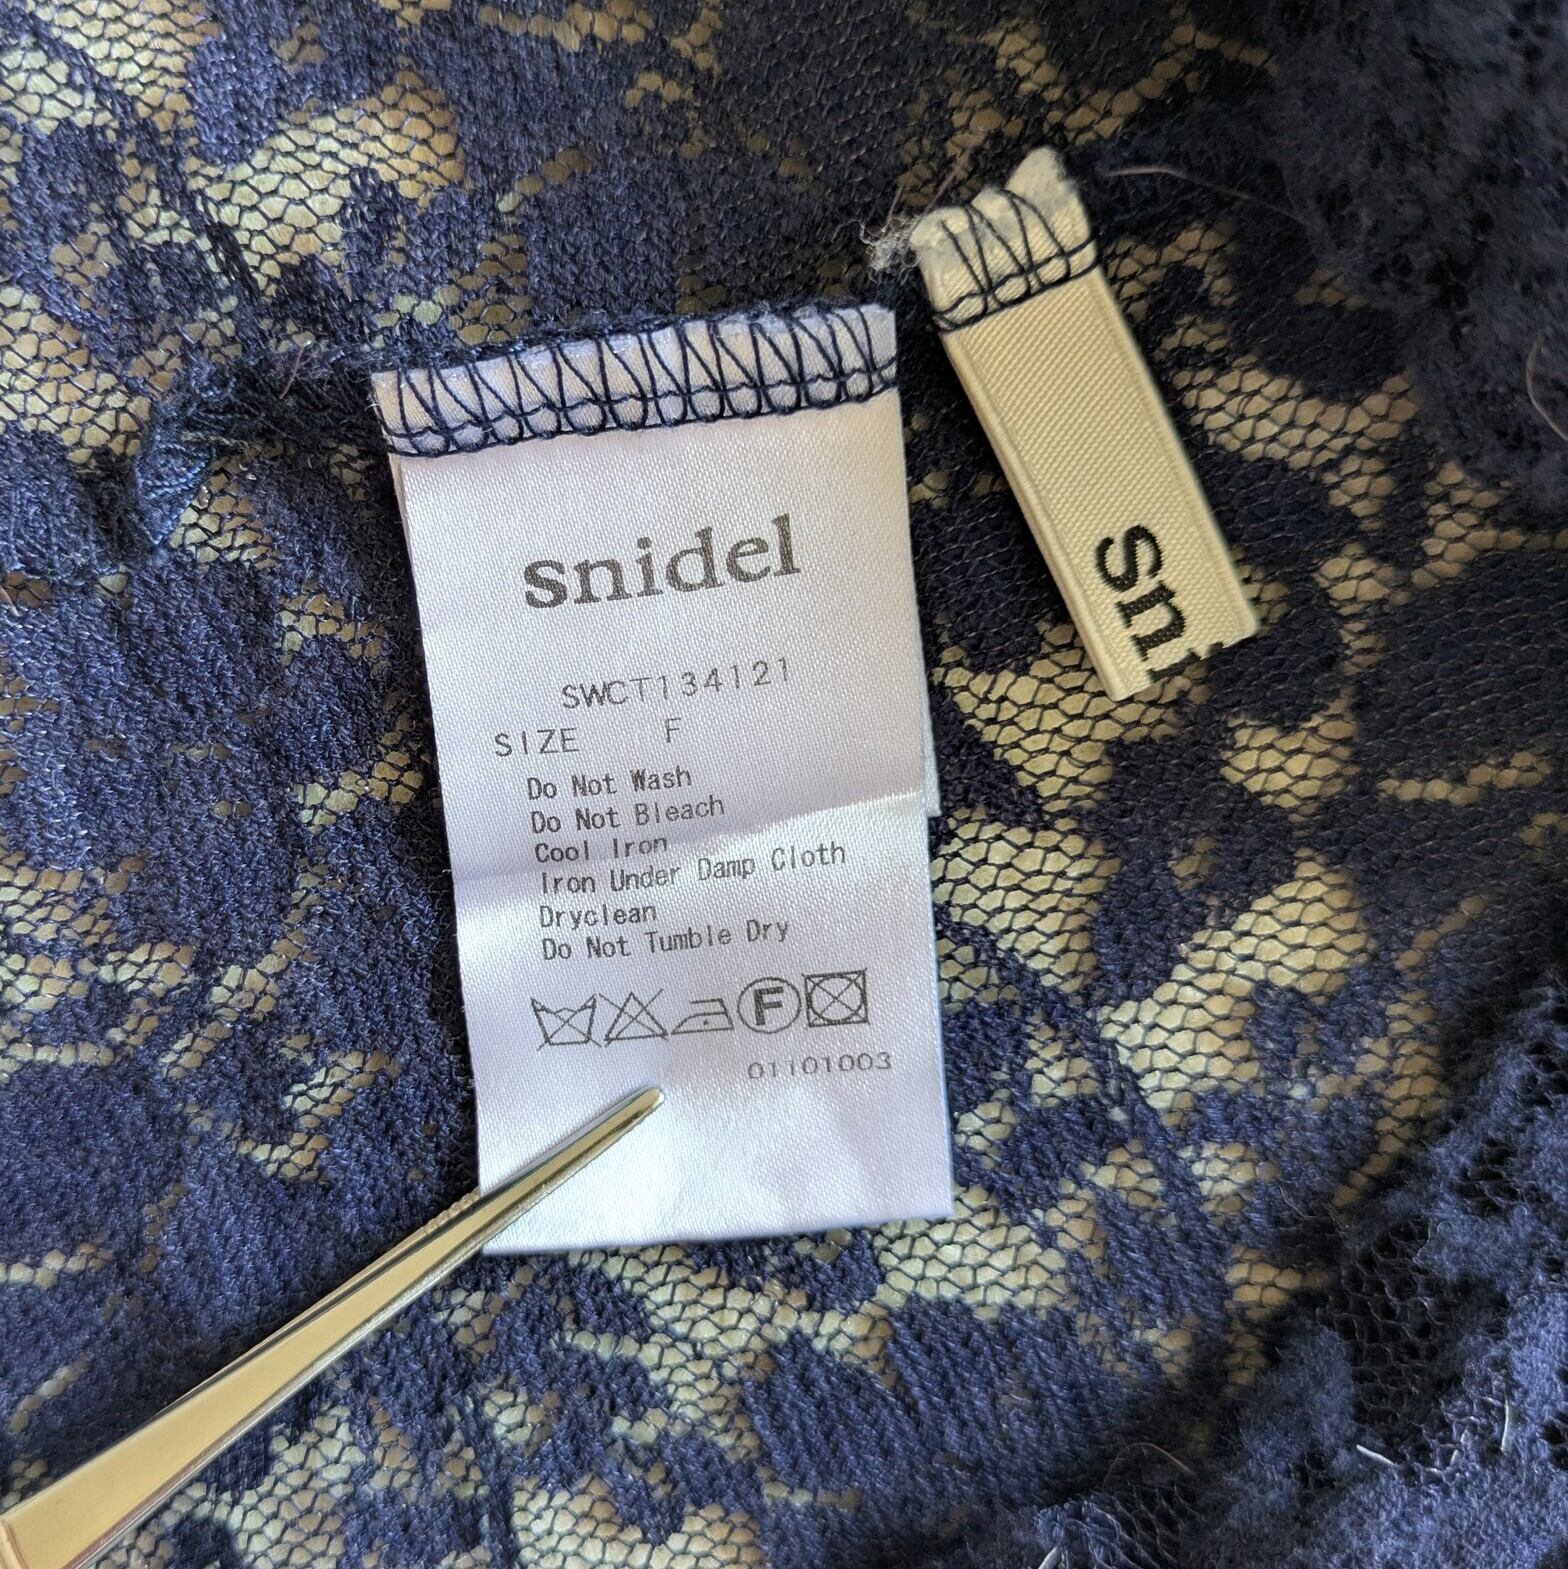 snidel
SWCT134121
SIZE F
Do Not Wash
Do Not Bleach
Cool Iron
Iron Under Damp Cloth
Dryclean
Do Not Tumble Dry
F
01101003
sni